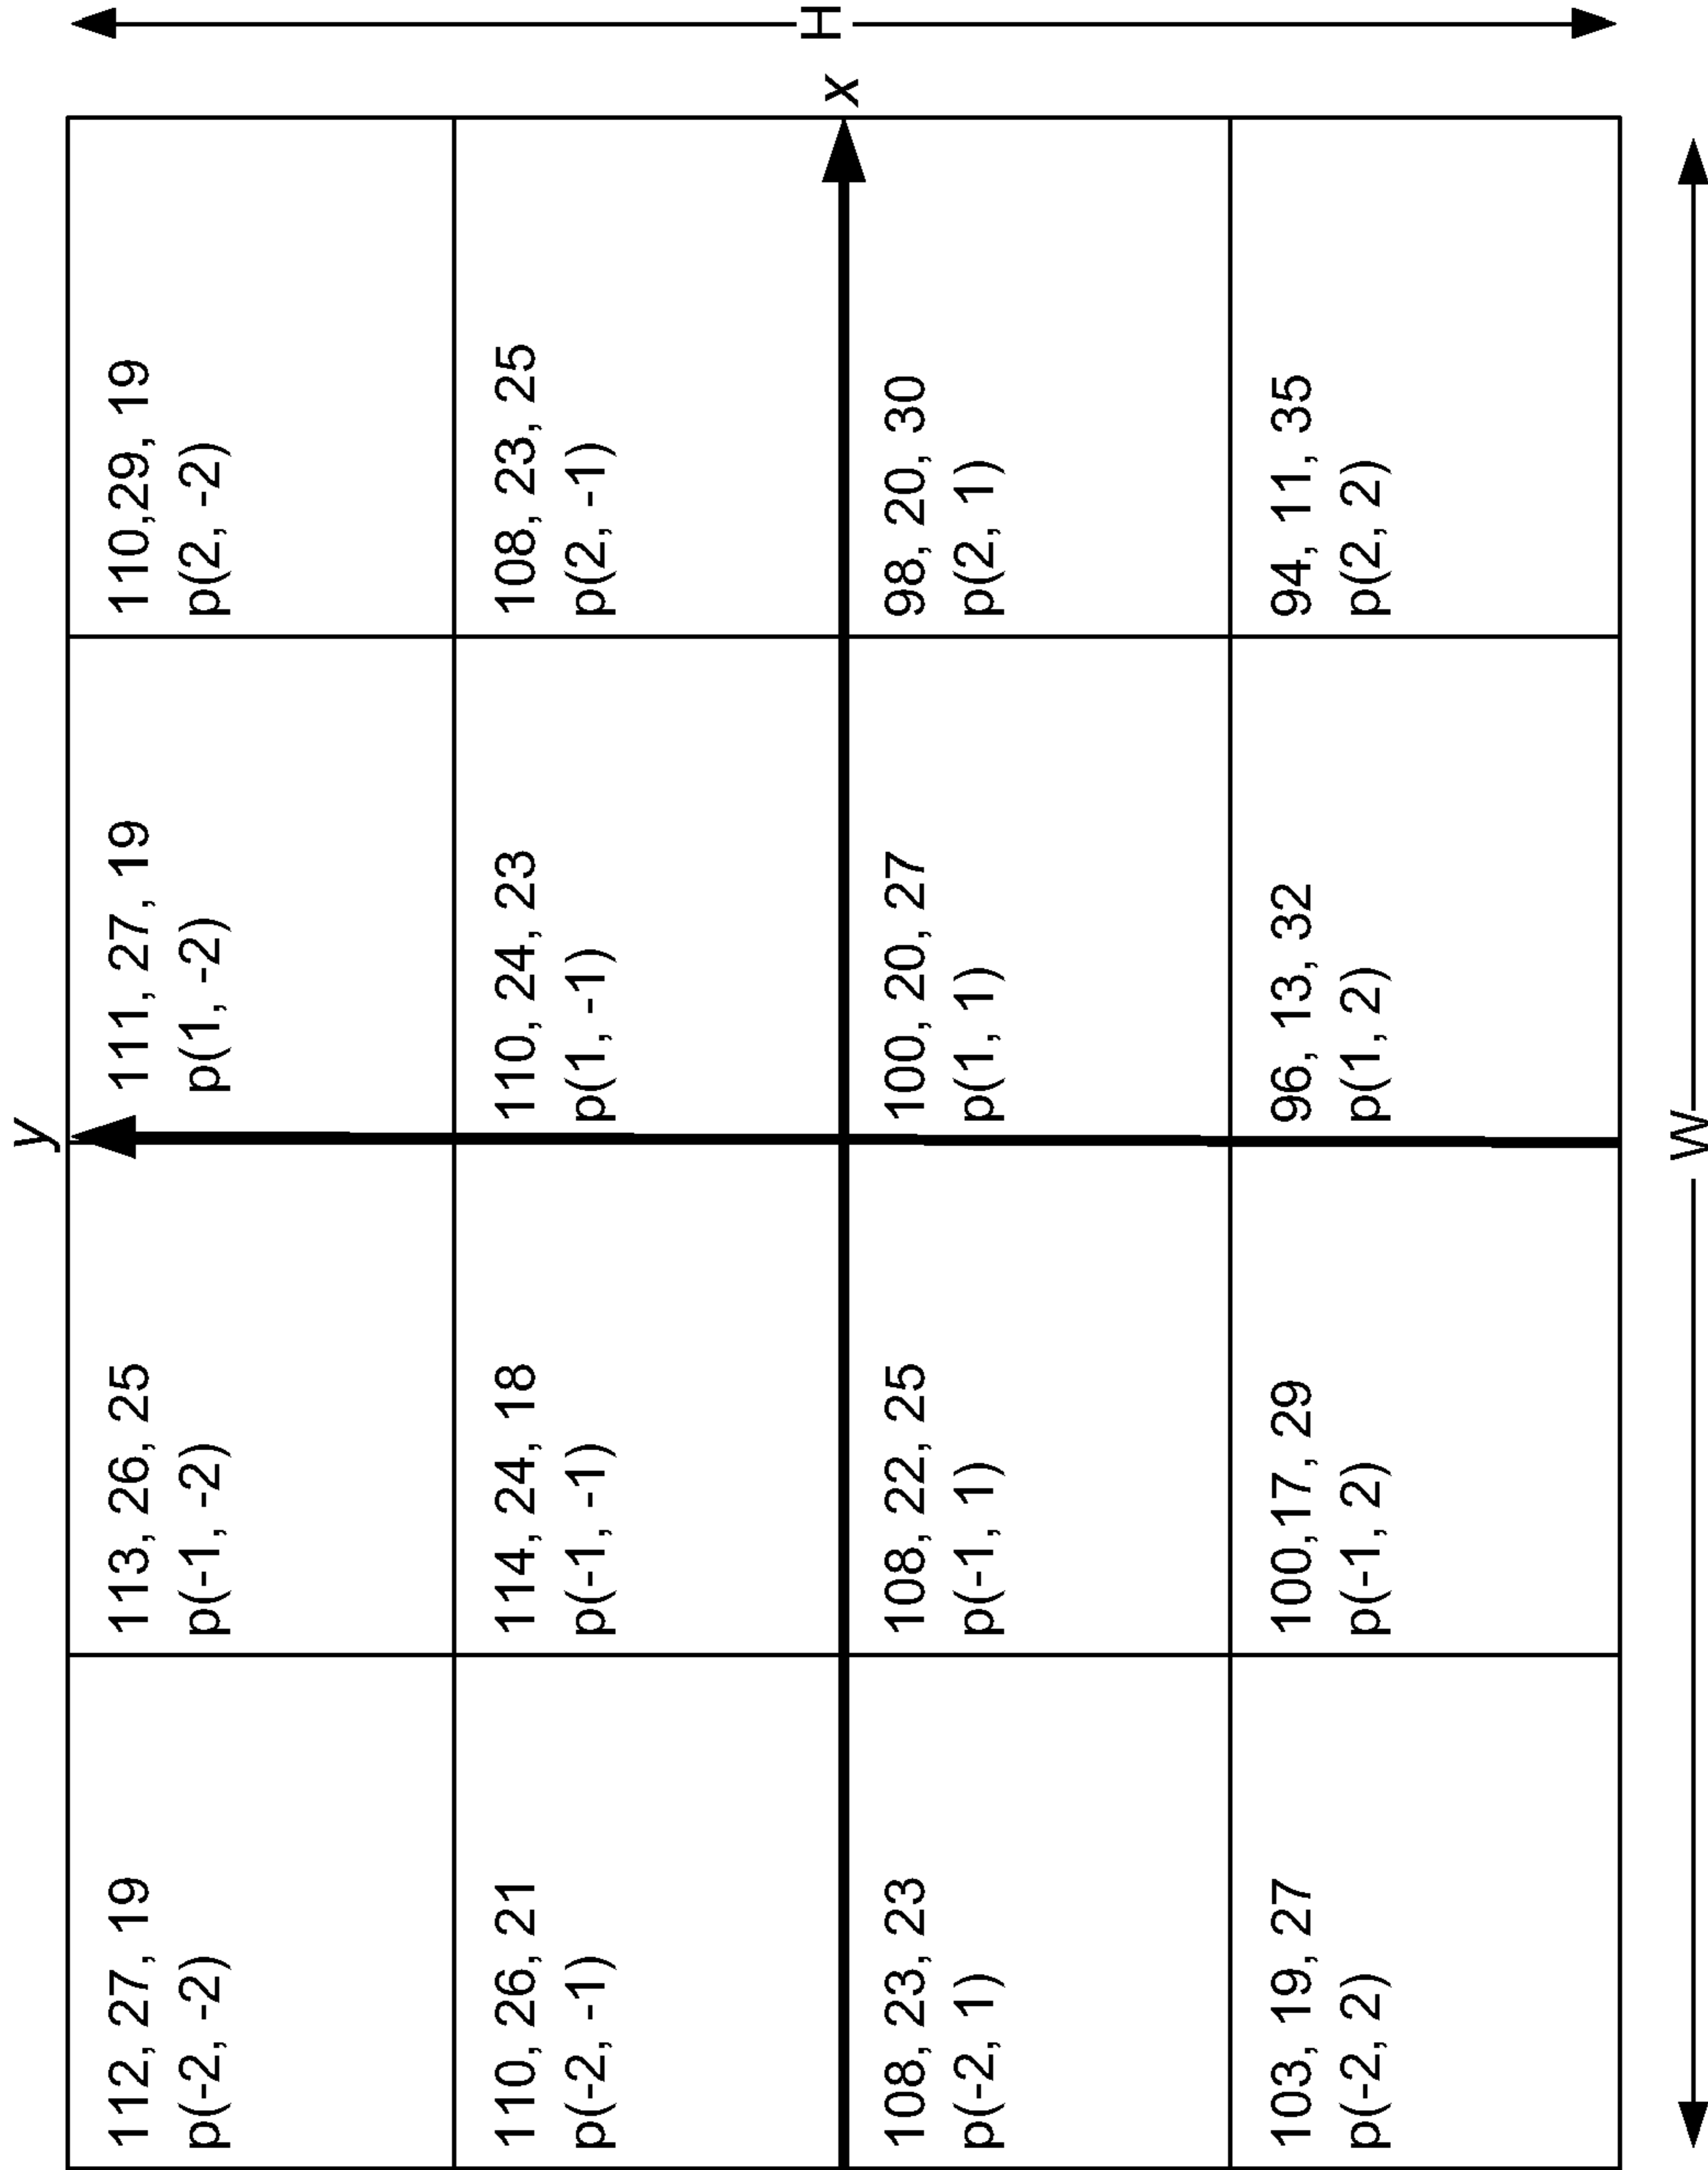 y
112, 27, 19
p(-2, -2)
113, 26, 25
p(-1, -2)
111, 27, 19
p(1, -2)
110,29, 19
p(2, -2)
110, 26, 21
p(-2, -1)
114, 24, 18
p(-1, -1)
110, 24, 23
p(1, -1)
108, 23, 25
p(2, -1)
x
H
108, 23, 23
p(-2, 1)
108, 22, 25
p(-1, 1)
100, 20, 27
p(1, 1)
98, 20, 30
p(2, 1)
103, 19, 27
p(-2, 2)
100,17, 29
p(-1, 2)
96, 13, 32
p(1, 2)
94, 11, 35
p(2, 2)
W